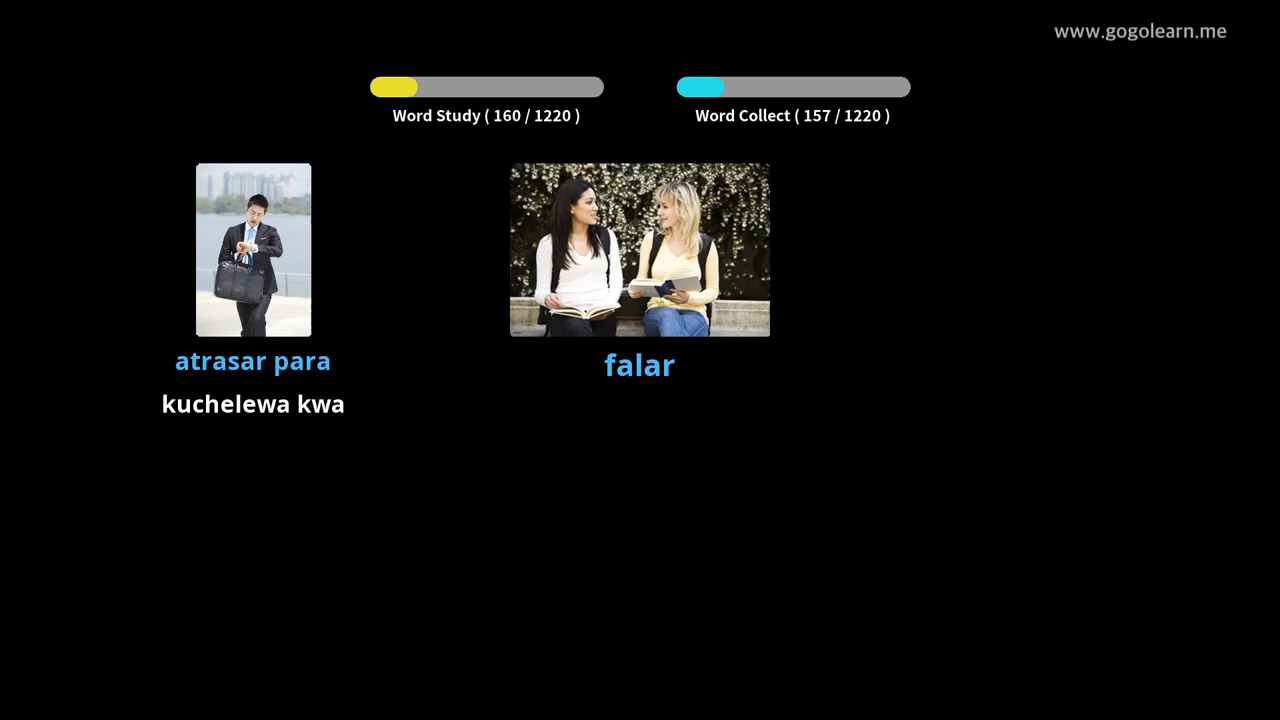 www.gogolearn.me
Word Study ( 160 / 1220 )
Word Collect ( 157 / 1220 )
atrasar para
kuchelewa kwa
falar